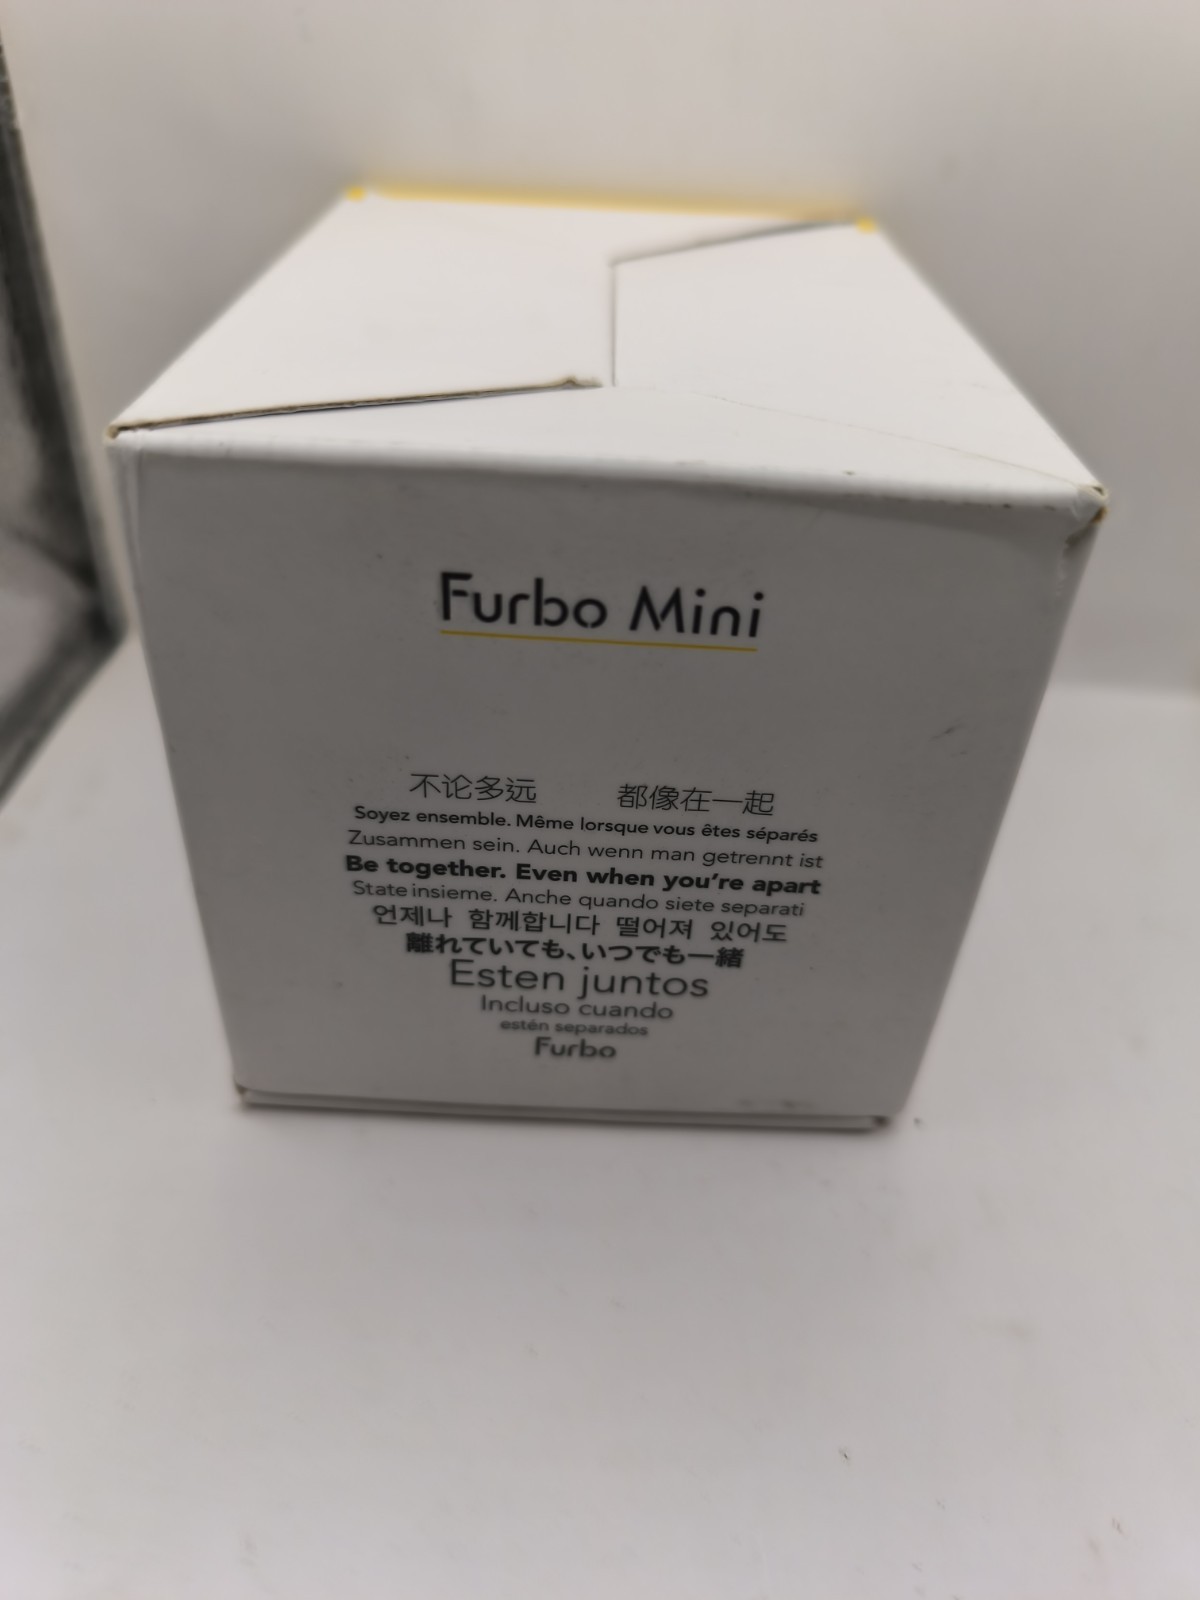 Furbo Mini
不论多远 都像在一起
Soyez ensemble. Même lorsque vous êtes séparés
Zusammen sein. Auch wenn man getrennt ist
Be together. Even when you're apart
State insieme. Anche quando siete separati
언제나 함께합니다 떨어져 있어도
離れていても、いつでも一緒
Esten juntos
Incluso cuando
estén separados
Furbo